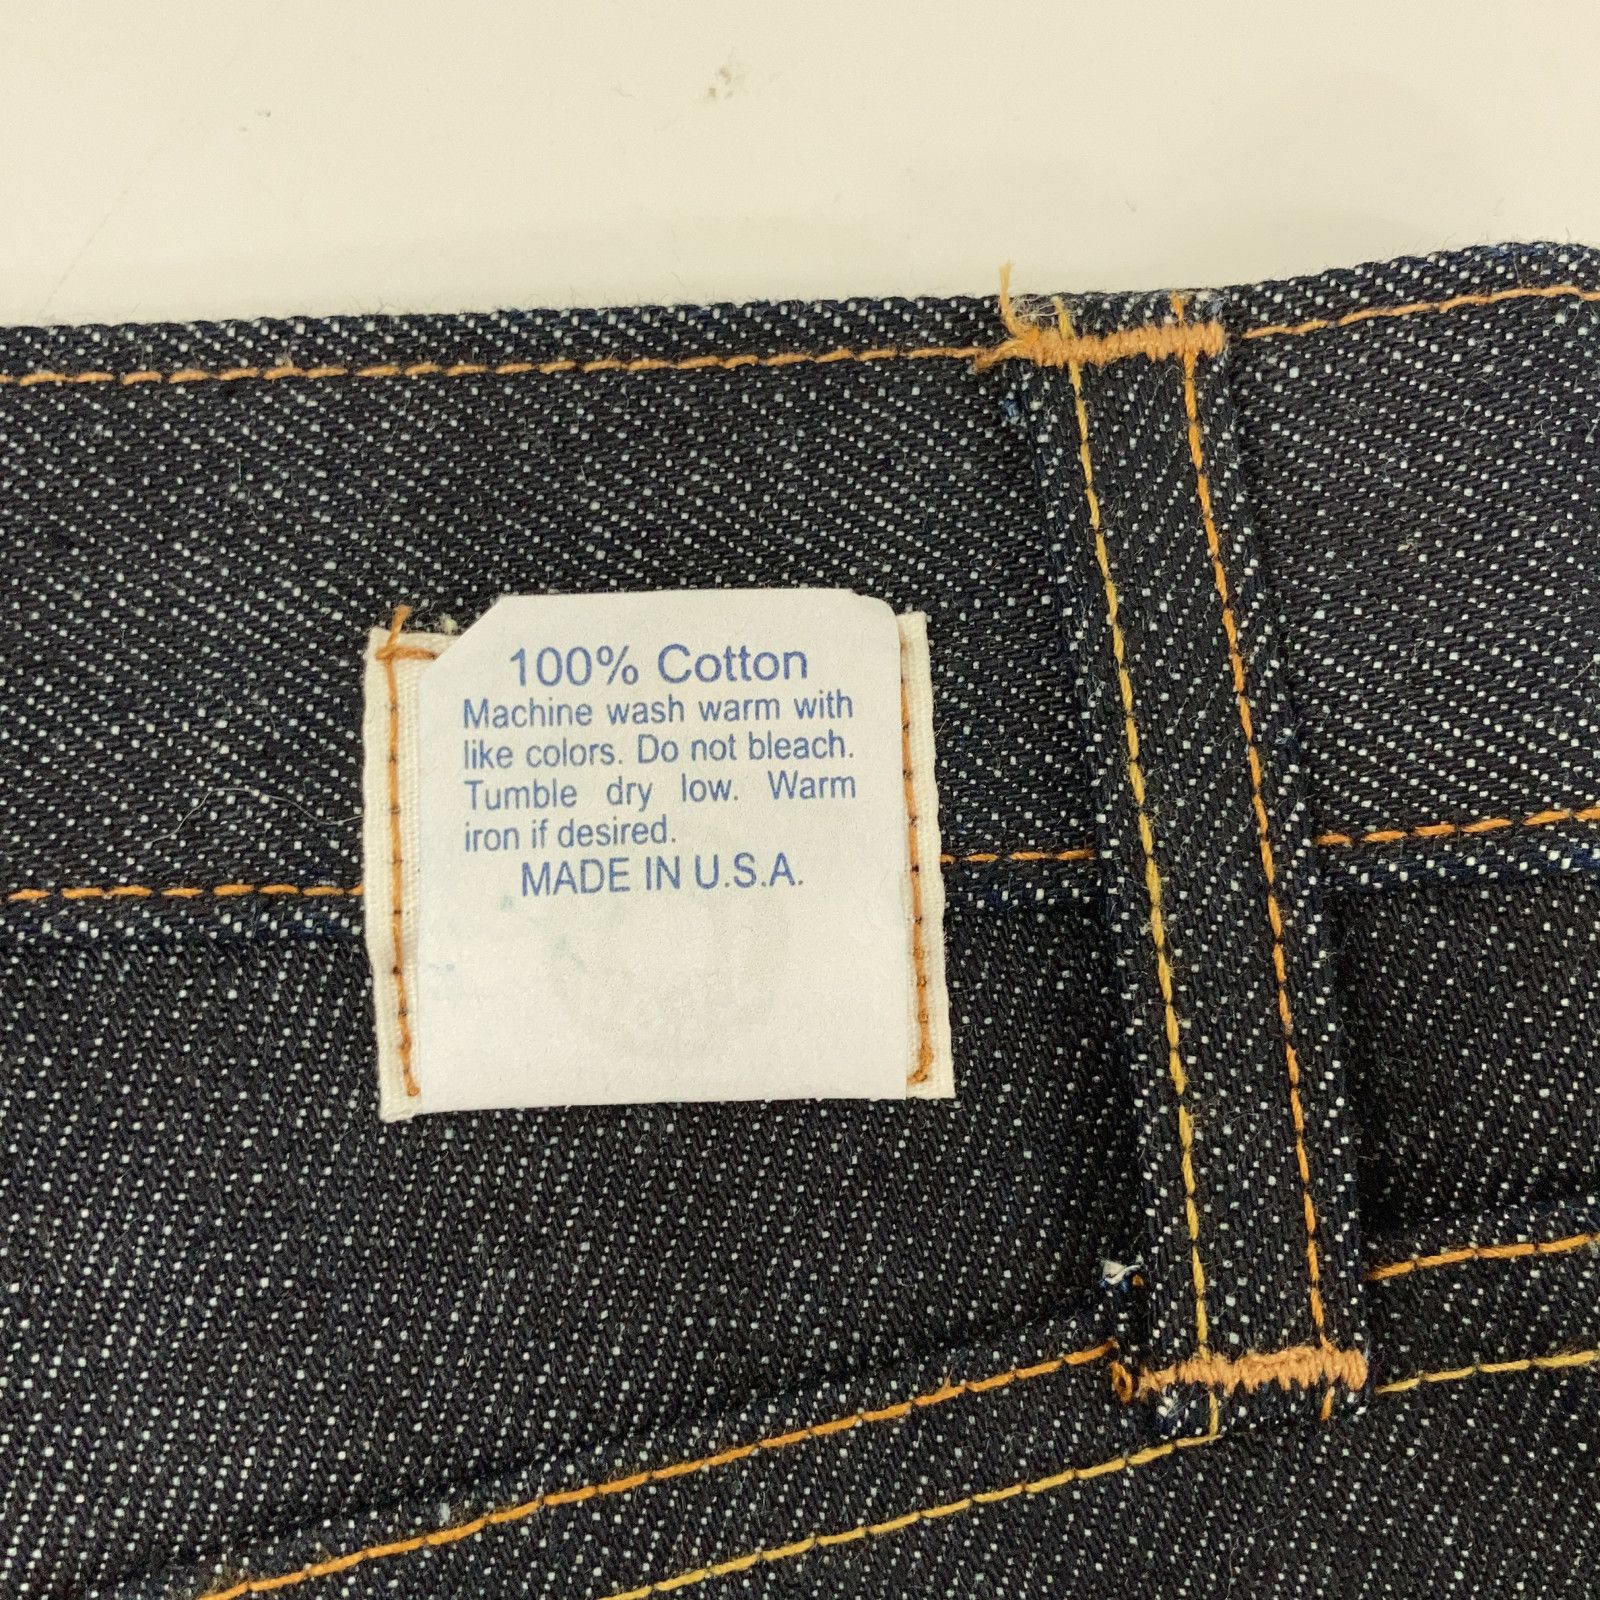 100% Cotton
Machine wash warm with
like colors. Do not bleach.
Tumble dry low. Warm
iron if desired.
MADE IN U.S.A.